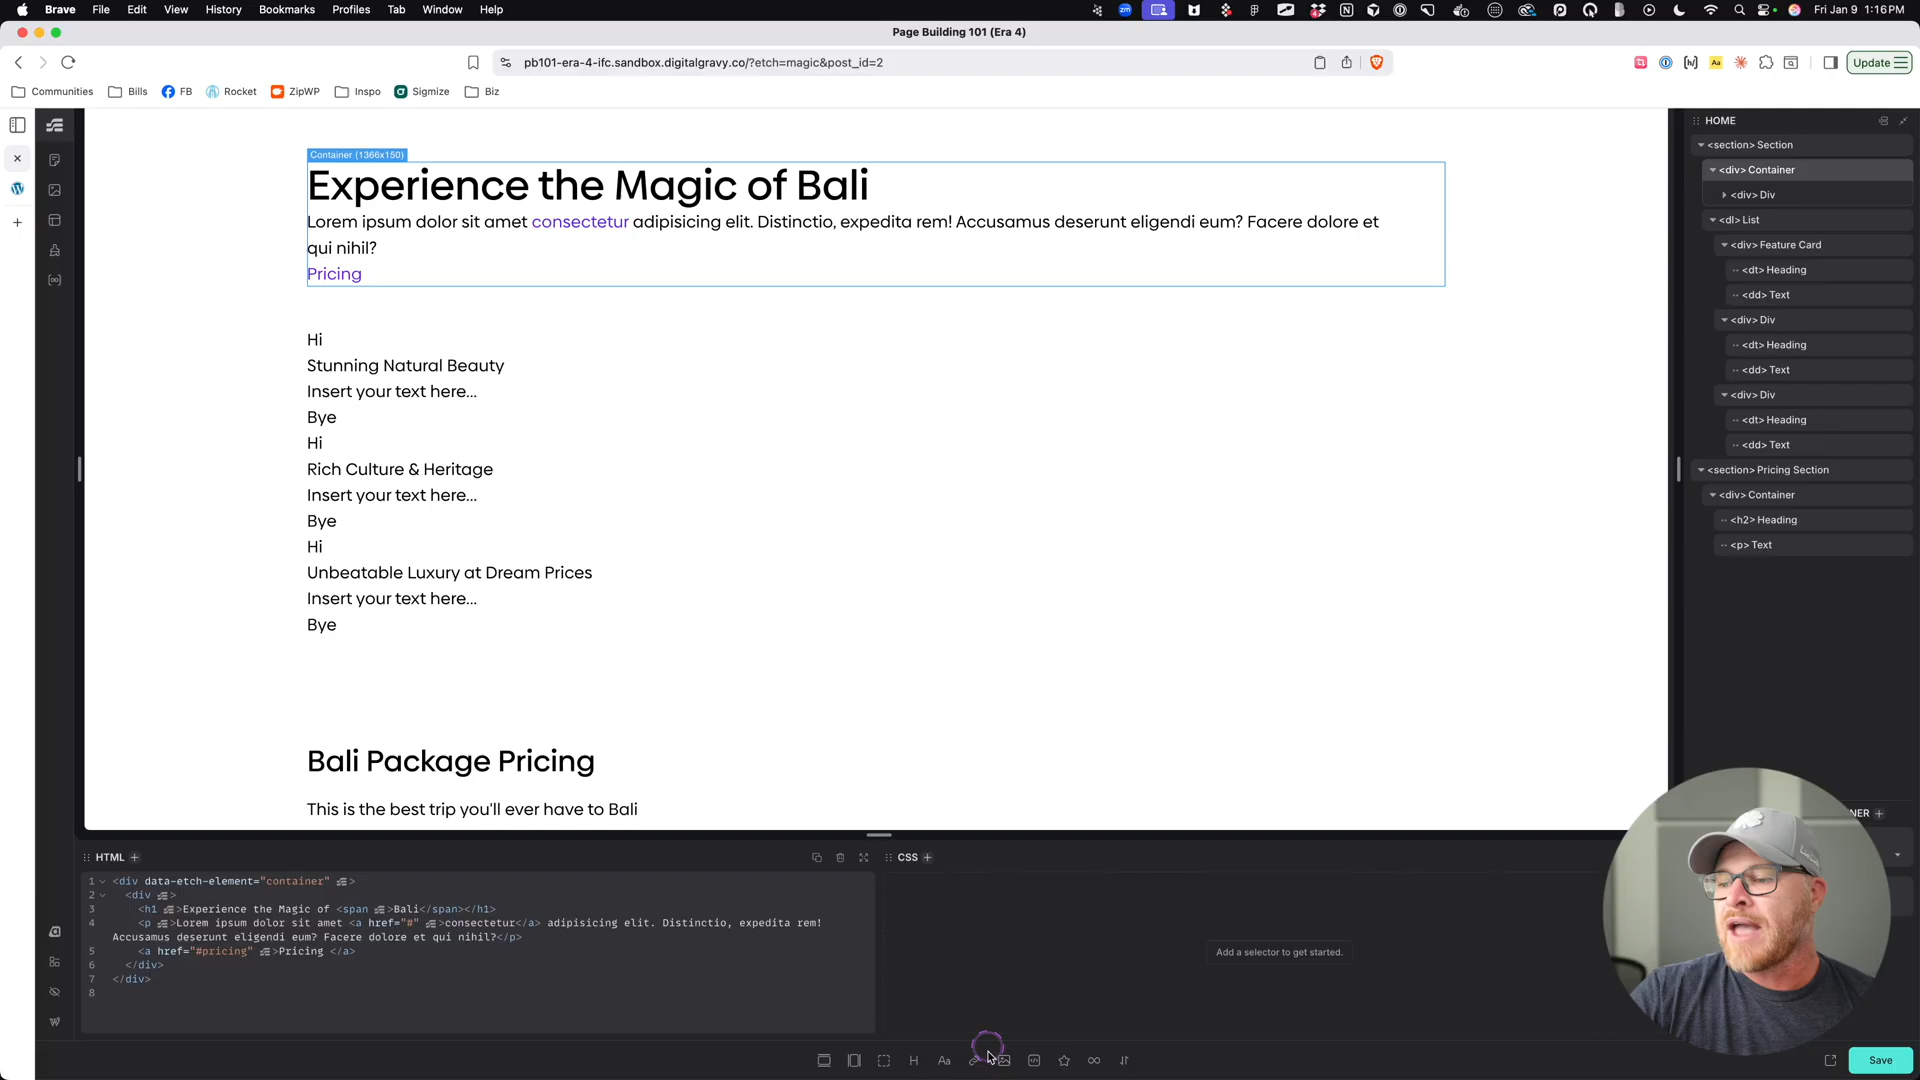 Brave File Edit View History Bookmarks Profiles Tab Window Help
Fri Jan 9 1:16 PM
Page Building 101 (Era 4)
pb101-era-4-ifc.sandbox.digitalgravy.co/?etch=magic&post_id=2
Update
Communities Bills FB Rocket ZipWP Inspo Sigmize Biz
Container (1366x150)
Experience the Magic of Bali
Lorem ipsum dolor sit amet consectetur adipisicing elit. Distinctio, expedita rem! Accusamus deserunt eligendi eum? Facere dolore et
qui nihil?
Pricing
Hi
Stunning Natural Beauty
Insert your text here...
Bye
Hi
Rich Culture & Heritage
Insert your text here...
Bye
Hi
Unbeatable Luxury at Dream Prices
Insert your text here...
Bye
Bali Package Pricing
This is the best trip you'll ever have to Bali
HOME
<section> Section
<div> Container
<div> Div
<dl> List
<div> Feature Card
<dt> Heading
<dd> Text
<div> Div
<dt> Heading
<dd> Text
<div> Div
<dt> Heading
<dd> Text
<section> Pricing Section
<div> Container
<h2> Heading
<p> Text
HTML
1 <div data-etch-element="container" >
2 <div >
3 <h1 >Experience the Magic of <span >Bali</span></h1>
4 <p >Lorem ipsum dolor sit amet <a href="#" >consectetur</a> adipisicing elit. Distinctio, expedita rem!
Accusamus deserunt eligendi eum? Facere dolore et qui nihil?</p>
5 <a href="#pricing" >Pricing </a>
6 </div>
7 </div>
8
CSS
Add a selector to get started.
Save